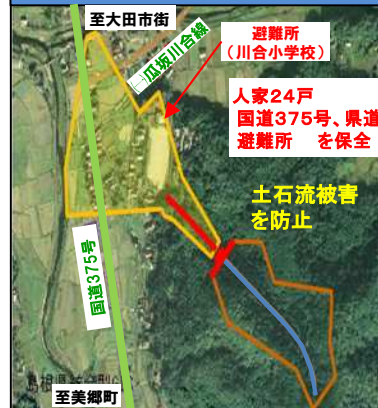 至大田市街
避難所
(川合小学校)
瓜坂川合線
人家24戸
国道375号、県道
避難所 を保全
土石流被害
を防止
国道375号
至美郷町